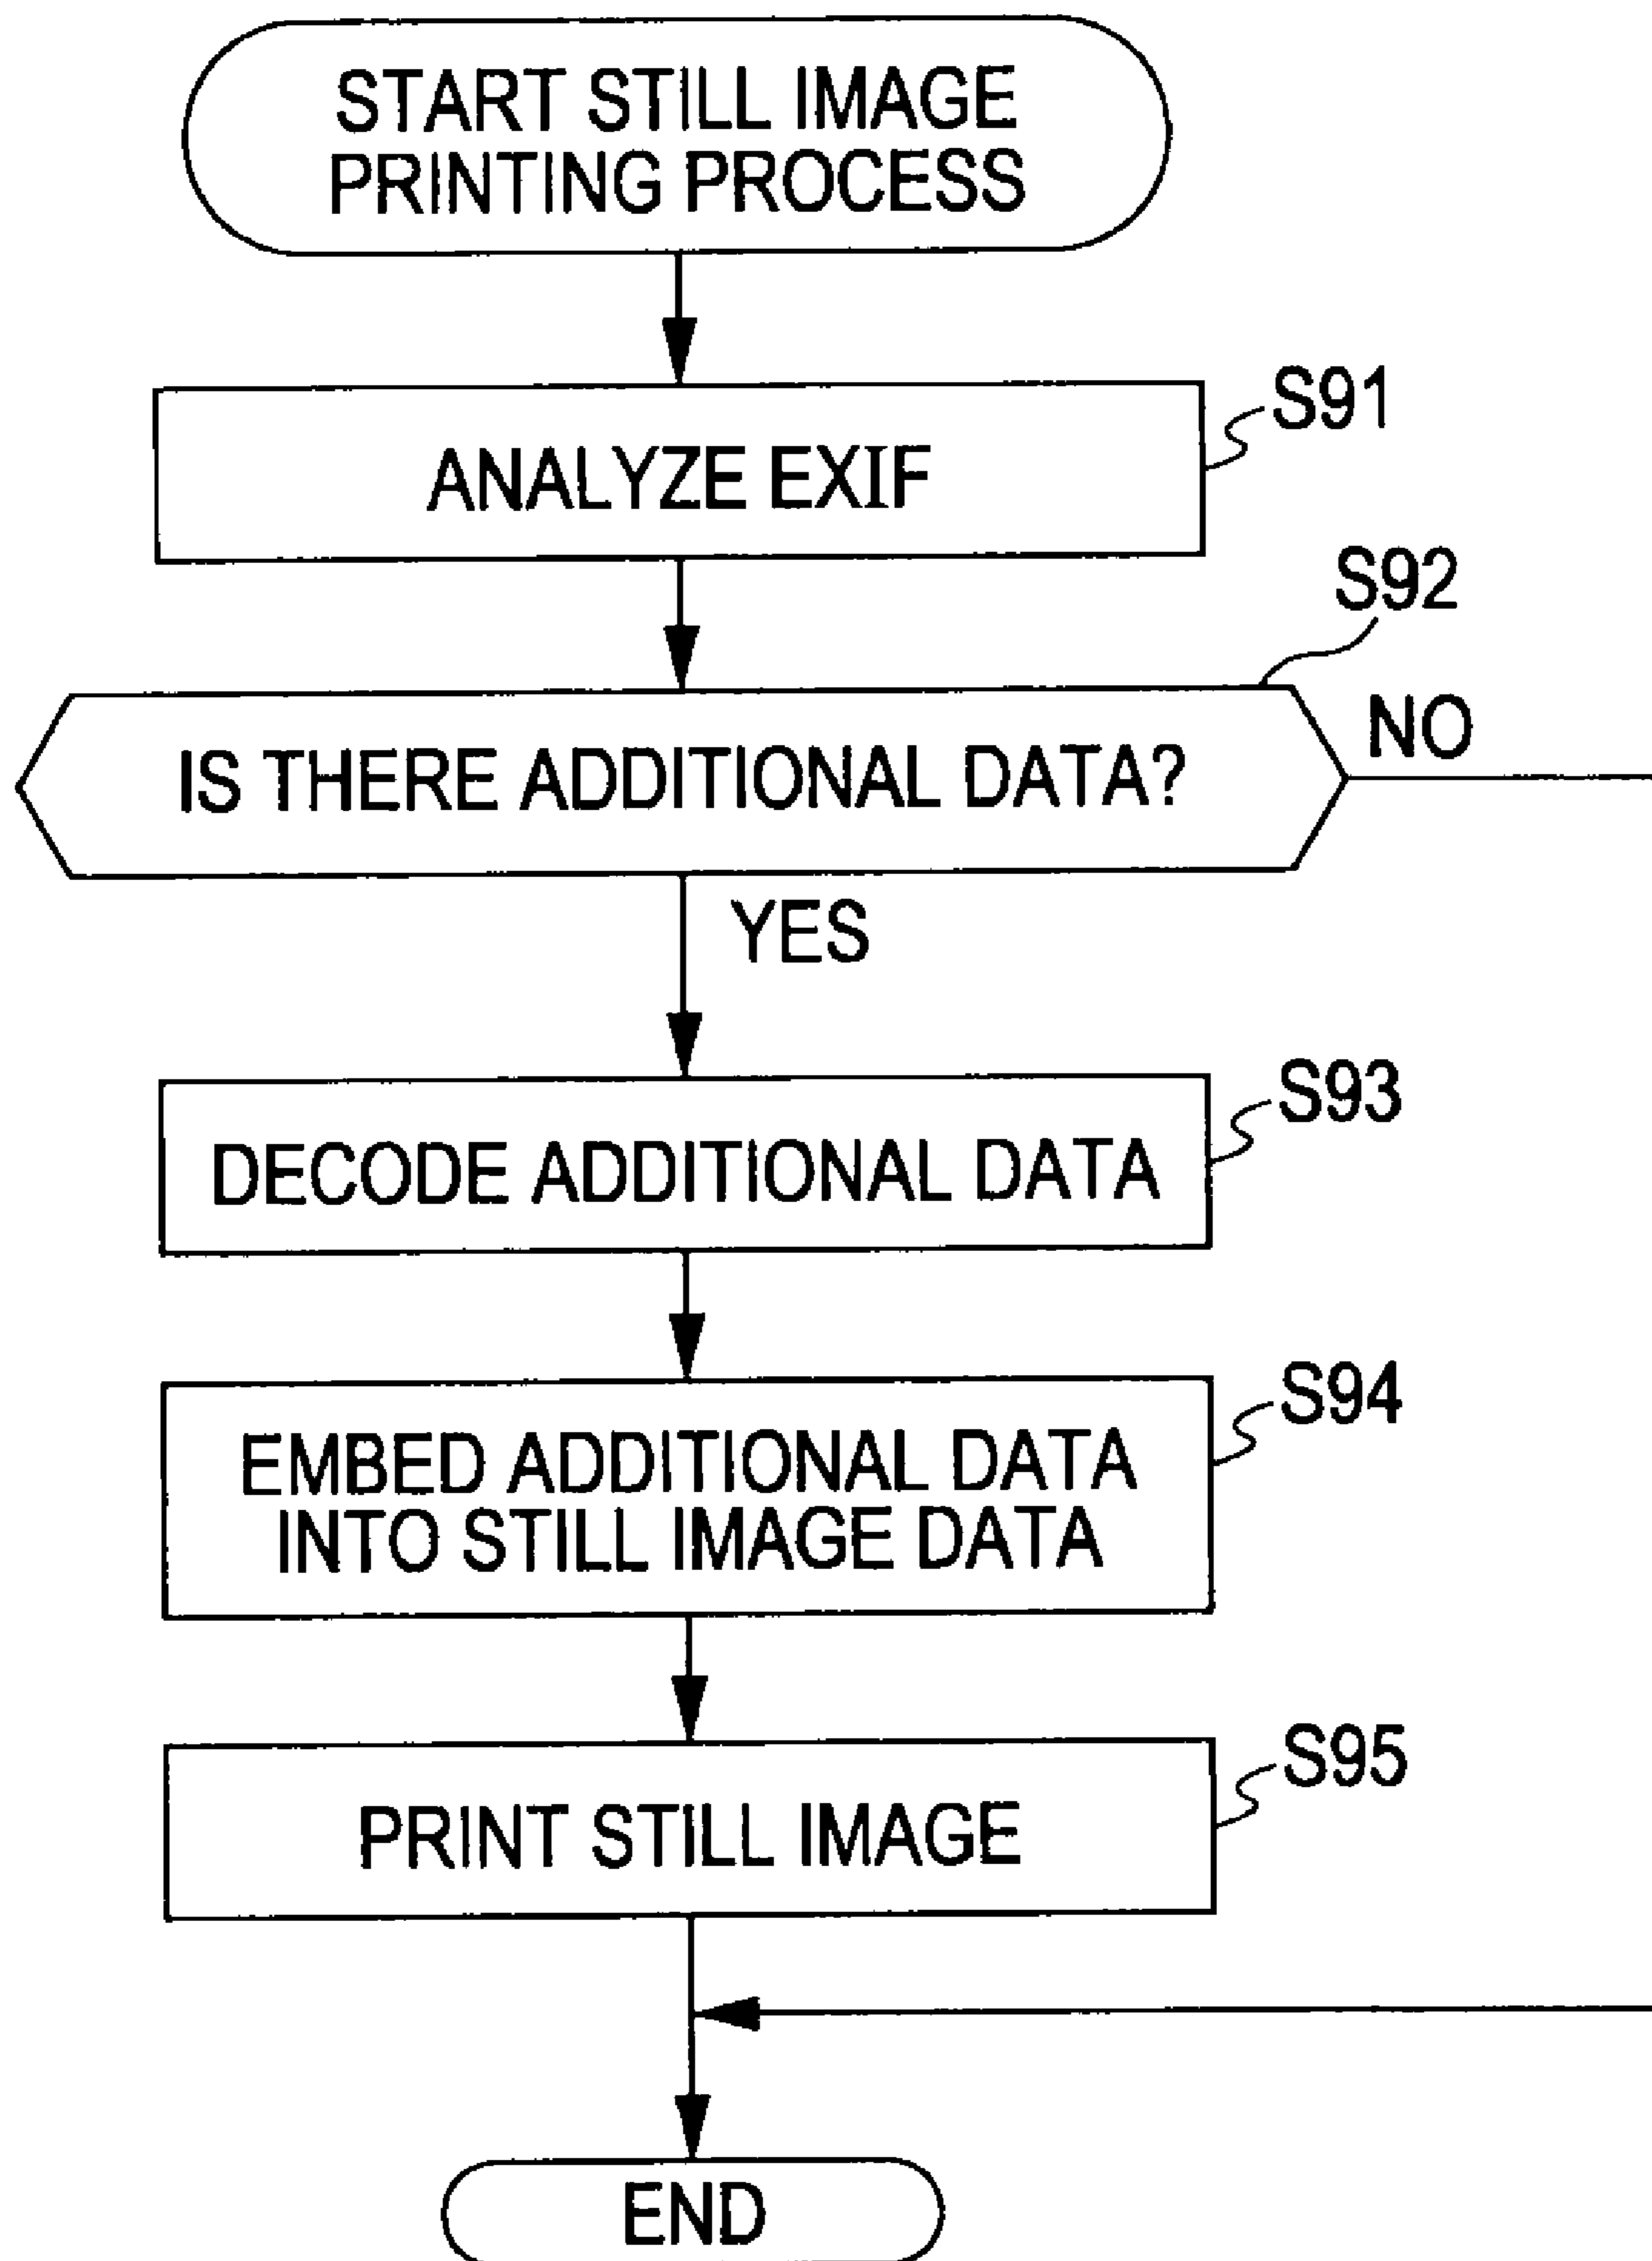 START STILL IMAGE
PRINTING PROCESS
S91
ANALYZE EXIF
S92
IS THERE ADDITIONAL DATA?
NO
YES
S93
DECODE ADDITIONAL DATA
S94
EMBED ADDITIONAL DATA
INTO STILL IMAGE DATA
S95
PRINT STILL IMAGE
END